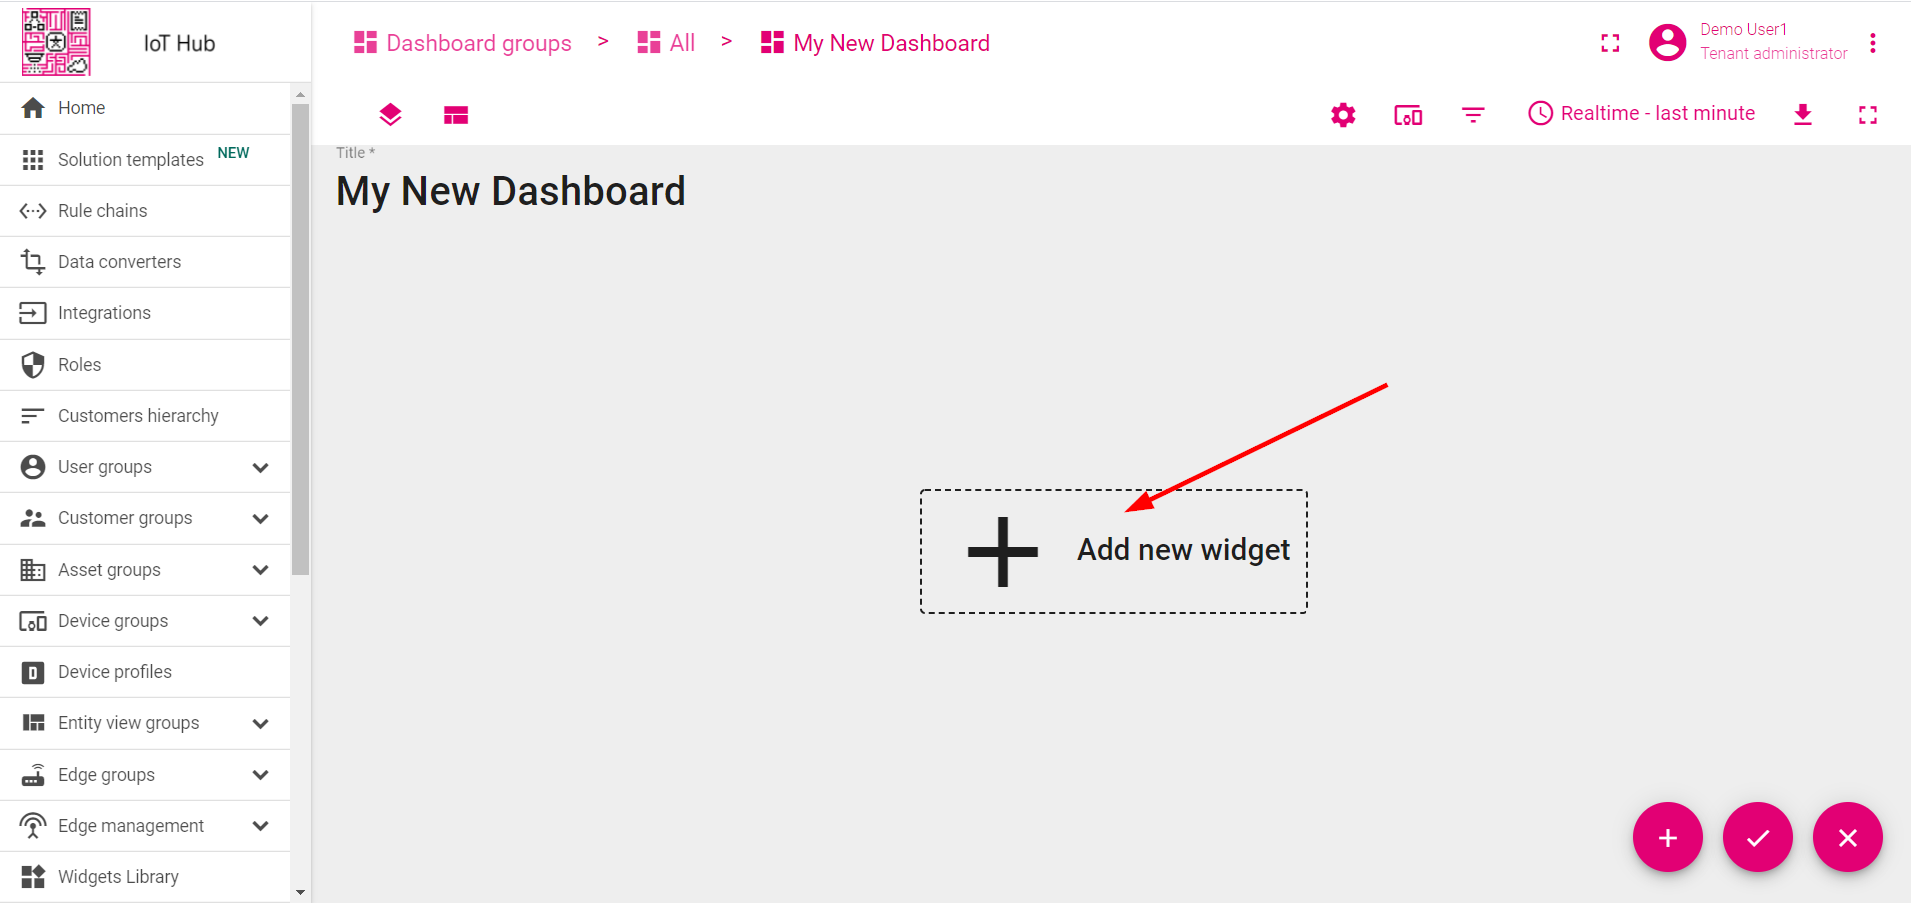 IoT Hub
Dashboard groups > All > My New Dashboard
Demo User1
Tenant administrator
Realtime - last minute
Home
Solution templates NEW
Rule chains
Data converters
Integrations
Roles
Customers hierarchy
User groups
Customer groups
Asset groups
Device groups
D Device profiles
Entity view groups
Edge groups
Edge management
Widgets Library
Title *
My New Dashboard
Add new widget